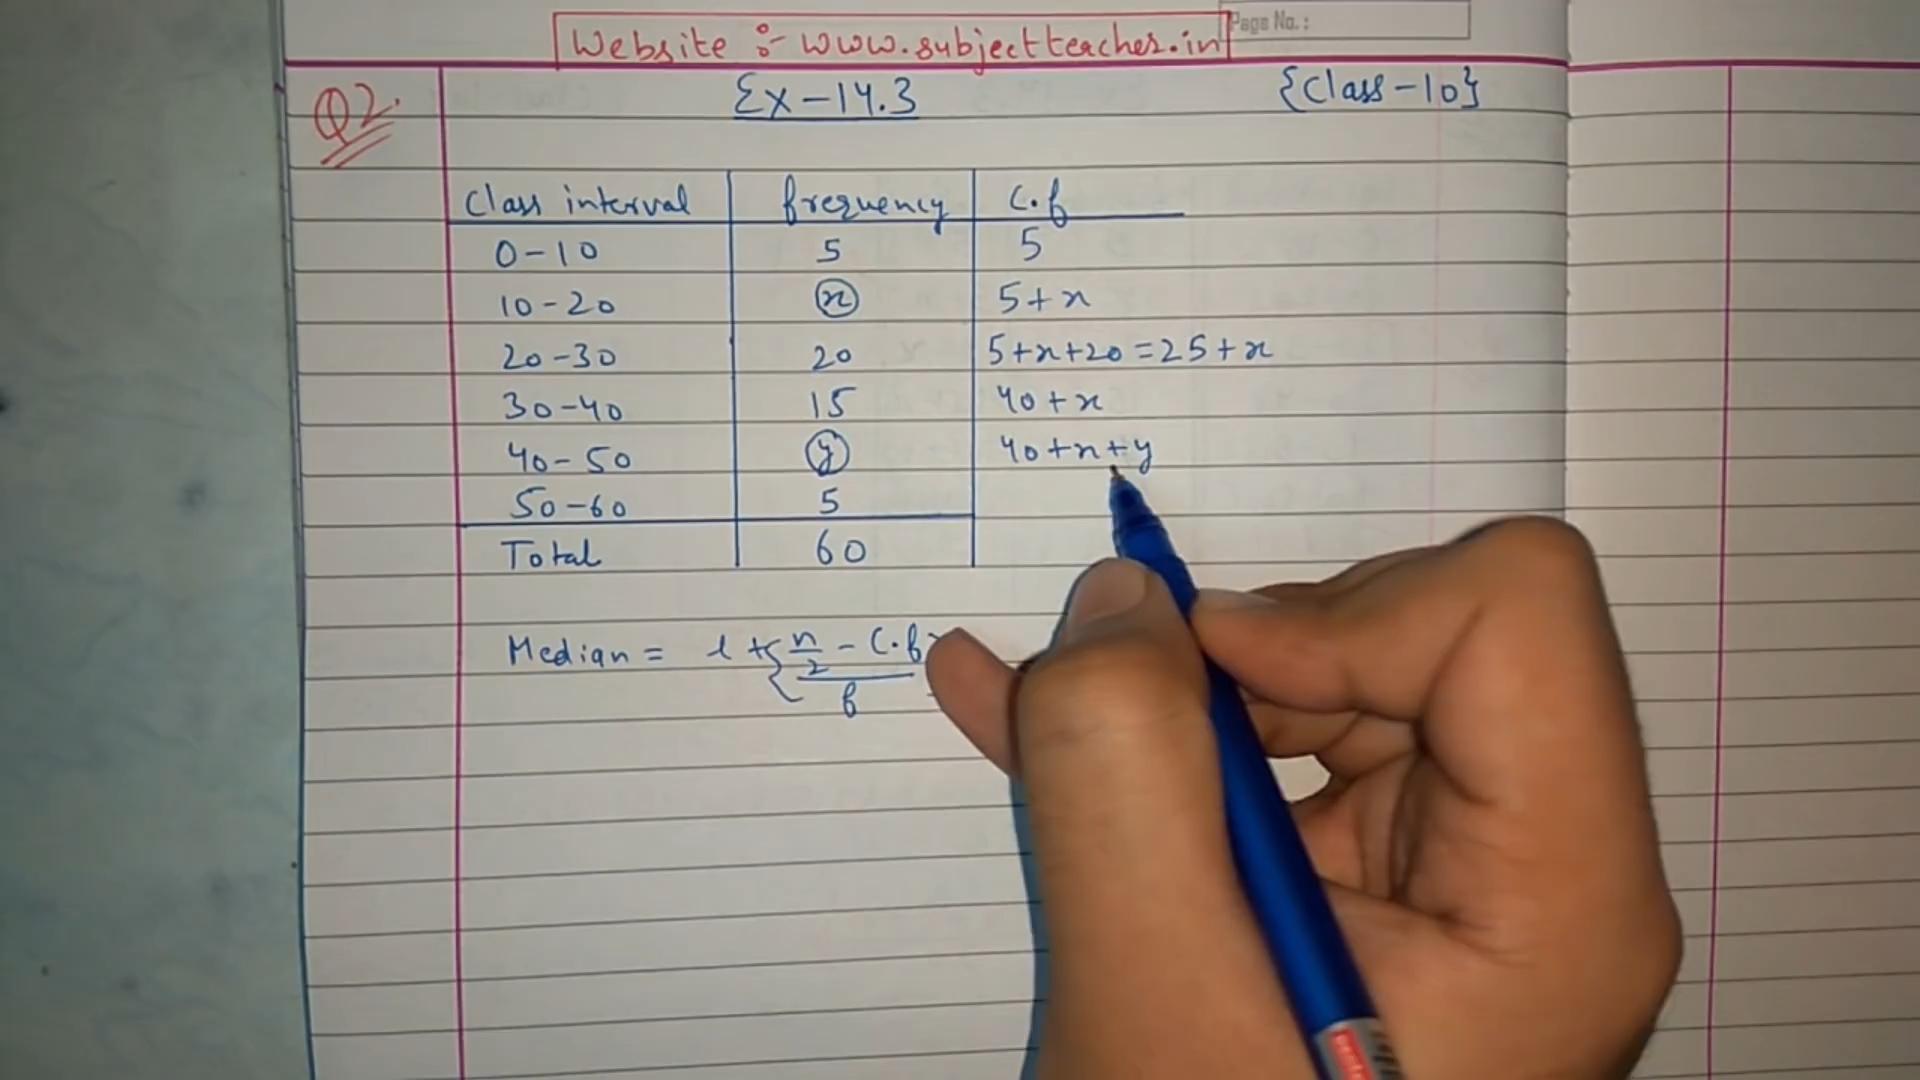 Page No.:
Website :- www.subjectteacher.in
Q2.
Ex-14.3
{Class-10}
Class interval frequency C.f
0-10 5 5
10-20 x 5+x
20-30 20 5+x+20=25+x
30-40 15 40+x
40-50 y 40+x+y
50-60 5
Total 60
Median = l + { n/2 - C.f
f